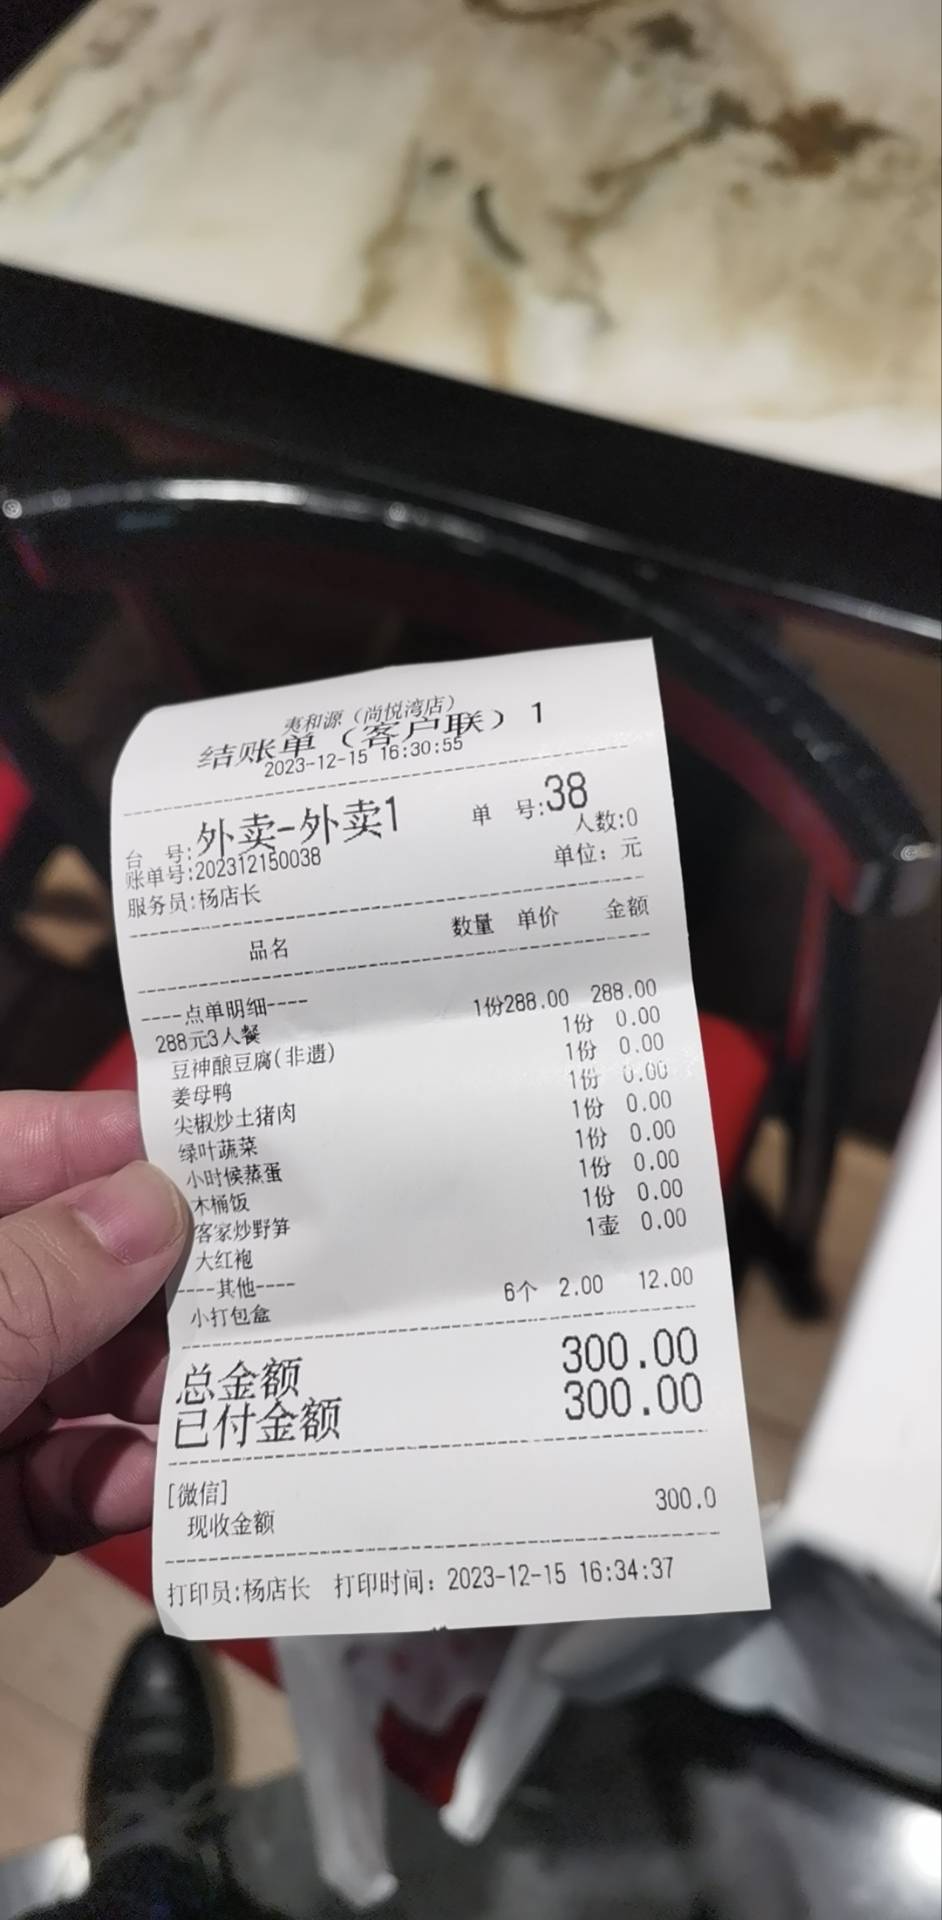 夷和源（尚悦湾店）
结账单（客户联）1
2023-12-15 16:30:55
台 号:外卖-外卖1 单 号:38
账单号:202312150038 人数:0
服务员:杨店长 单位: 元
品名 数量 单价 金额
----点单明细----
288元3人餐 1份288.00 288.00
豆神酿豆腐(非遗) 1份 0.00
姜母鸭 1份 0.00
尖椒炒土猪肉 1份 0.00
绿叶蔬菜 1份 0.00
小时候蒸蛋 1份 0.00
木桶饭 1份 0.00
客家炒野笋 1份 0.00
大红袍 1壶 0.00
----其他----
小打包盒 6个 2.00 12.00
总金额 300.00
已付金额 300.00
[微信]
现收金额 300.0
打印员:杨店长 打印时间: 2023-12-15 16:34:37